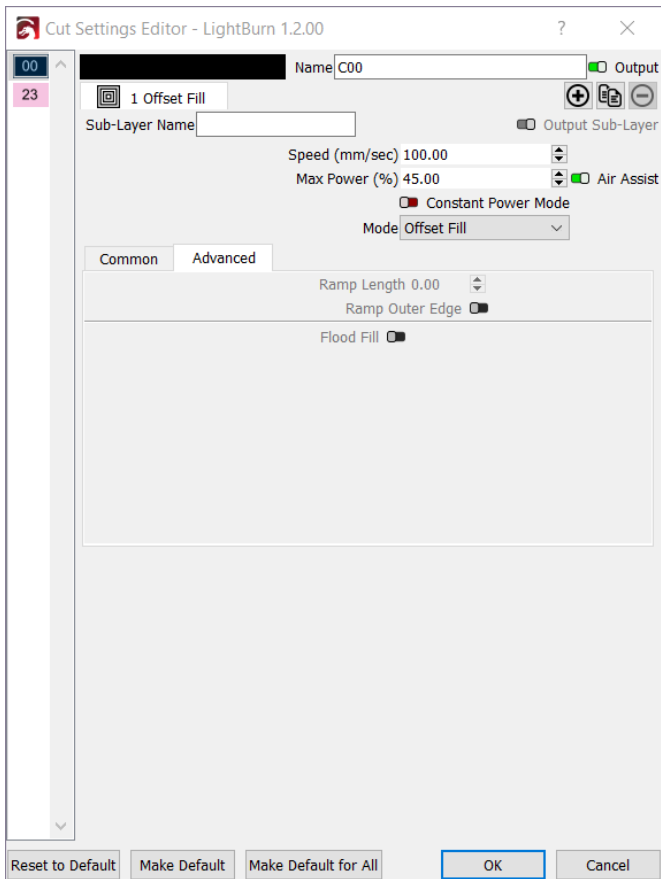 Cut Settings Editor - LightBurn 1.2.00 ?
00 Name C00 Output
23 1 Offset Fill
Sub-Layer Name Output Sub-Layer
Speed (mm/sec) 100.00
Max Power (%) 45.00 Air Assist
Constant Power Mode
Mode Offset Fill
Common Advanced
Ramp Length 0.00
Ramp Outer Edge
Flood Fill
Reset to Default Make Default Make Default for All OK Cancel